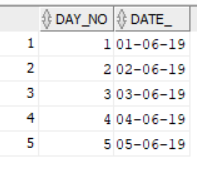 DAY_NO DATE_
1 1 01-06-19
2 2 02-06-19
3 3 03-06-19
4 4 04-06-19
5 5 05-06-19